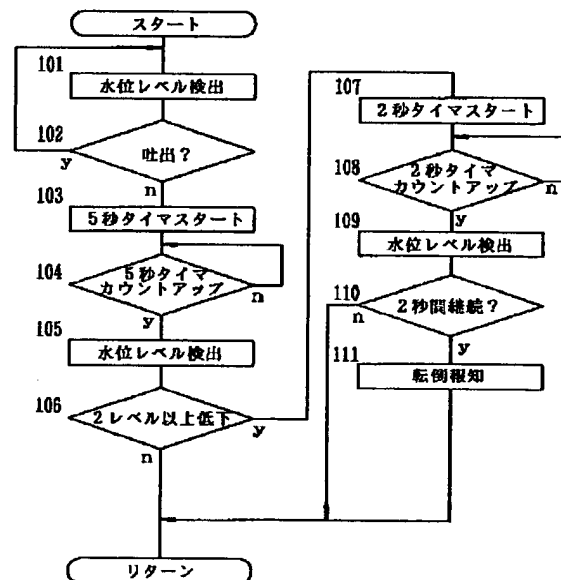 スタート
101
水位レベル検出
102
吐出?
y
n
103
5秒タイマスタート
104
5秒タイマ
カウントアップ
n
y
105
水位レベル検出
106
2レベル以上低下
y
n
107
2秒タイマスタート
108
2秒タイマ
カウントアップ
n
y
109
水位レベル検出
110
2秒間継続?
n
y
111
転倒報知
リターン